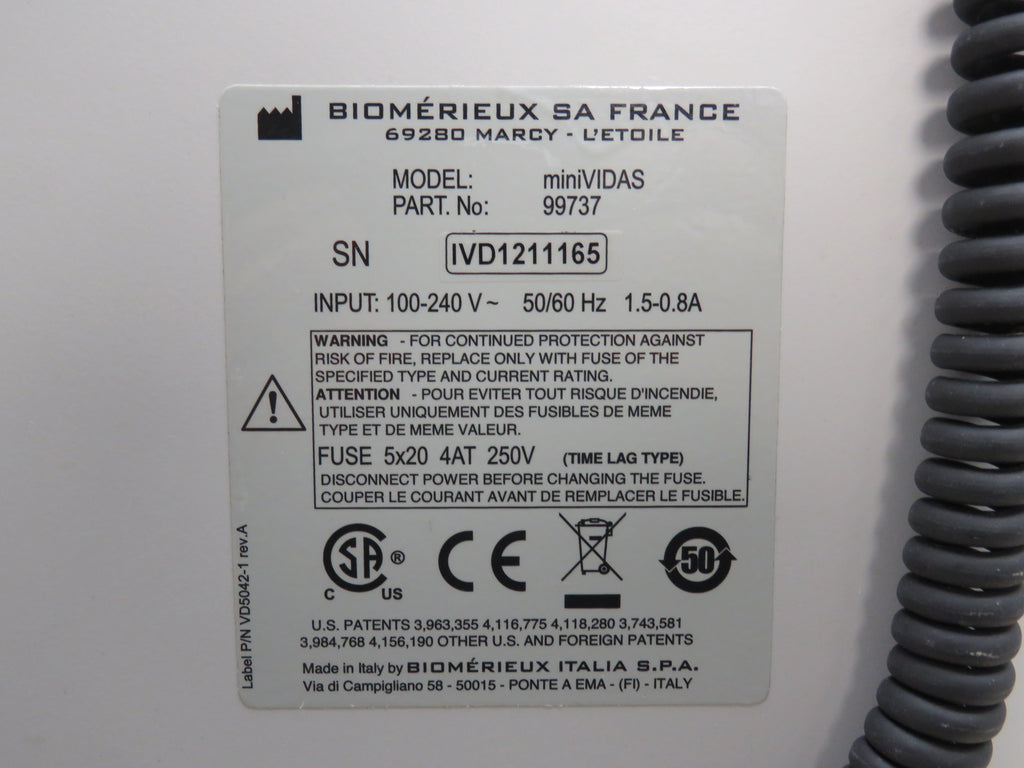 BIOMÉRIEUX SA FRANCE
69280 MARCY - L'ETOILE
MODEL: miniVIDAS
PART. No: 99737
SN IVD1211165
INPUT: 100-240 V ~ 50/60 Hz 1.5-0.8A
WARNING - FOR CONTINUED PROTECTION AGAINST
RISK OF FIRE, REPLACE ONLY WITH FUSE OF THE
SPECIFIED TYPE AND CURRENT RATING.
ATTENTION - POUR EVITER TOUT RISQUE D'INCENDIE,
UTILISER UNIQUEMENT DES FUSIBLES DE MEME
TYPE ET DE MEME VALEUR.
FUSE 5x20 4AT 250V (TIME LAG TYPE)
DISCONNECT POWER BEFORE CHANGING THE FUSE.
COUPER LE COURANT AVANT DE REMPLACER LE FUSIBLE.
SA ® C US CE 50
U.S. PATENTS 3,963,355 4,116,775 4,118,280 3,743,581
3,984,768 4,156,190 OTHER U.S. AND FOREIGN PATENTS
Made in Italy by BIOMÉRIEUX ITALIA S.P.A.
Via di Campigliano 58 - 50015 - PONTE A EMA - (FI) - ITALY
Label P/N VD5042-1 rev.A